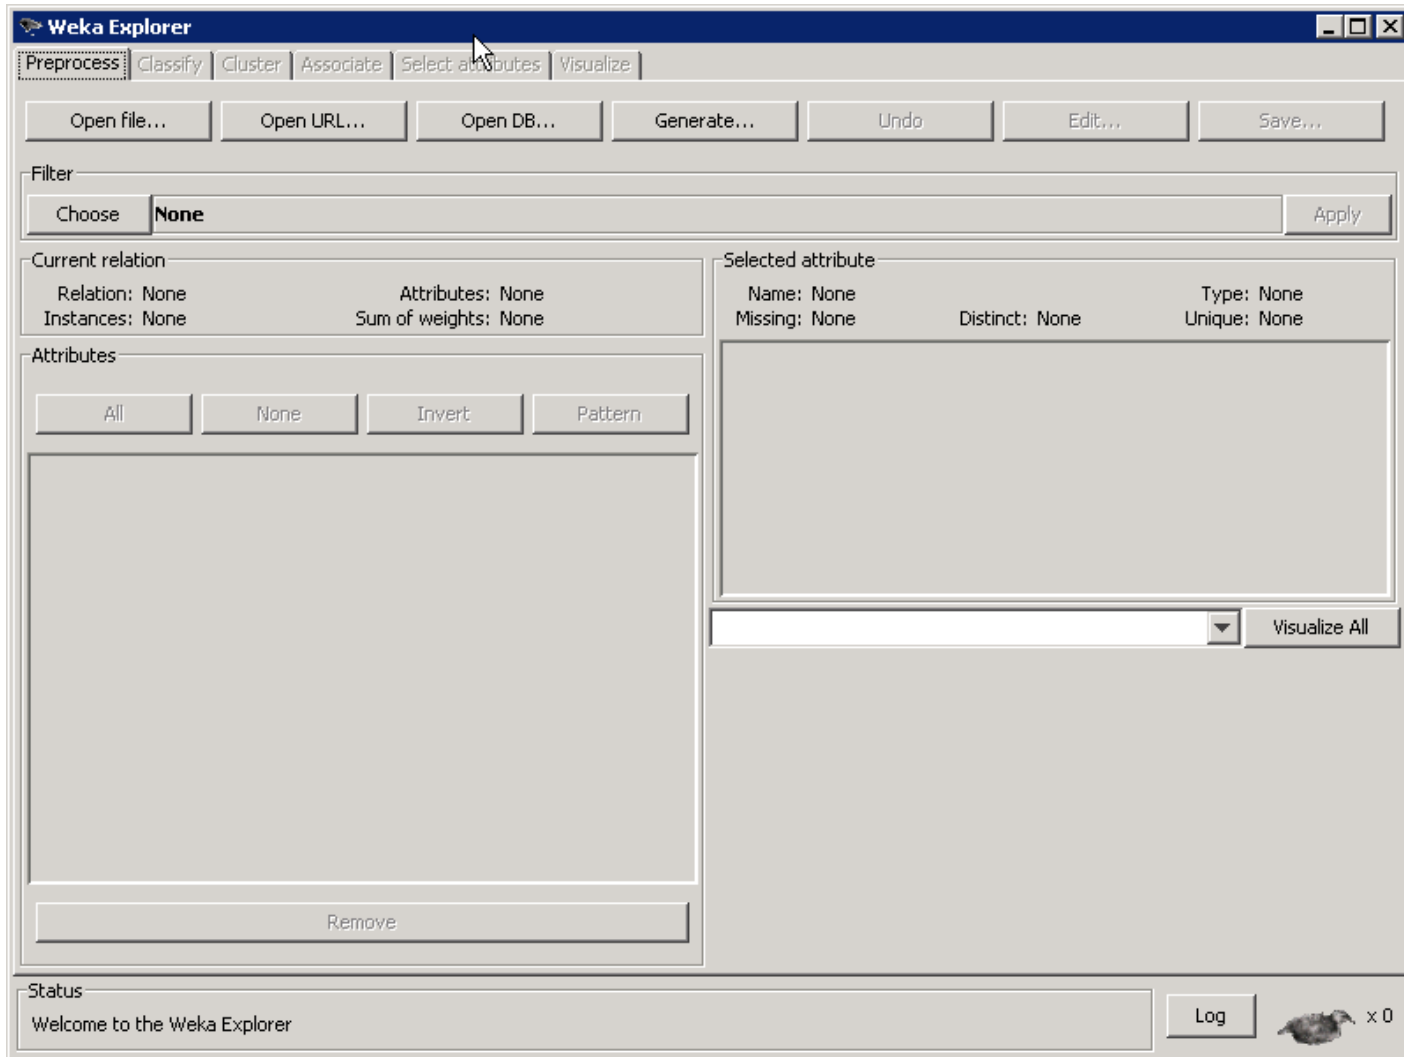 Weka Explorer
Preprocess Classify Cluster Associate Select attributes Visualize
Open file... Open URL... Open DB... Generate... Undo Edit... Save...
Filter
Choose None Apply
Current relation
Relation: None Attributes: None
Instances: None Sum of weights: None
Selected attribute
Name: None Type: None
Missing: None Distinct: None Unique: None
Attributes
All None Invert Pattern
Visualize All
Remove
Status
Welcome to the Weka Explorer
Log x 0